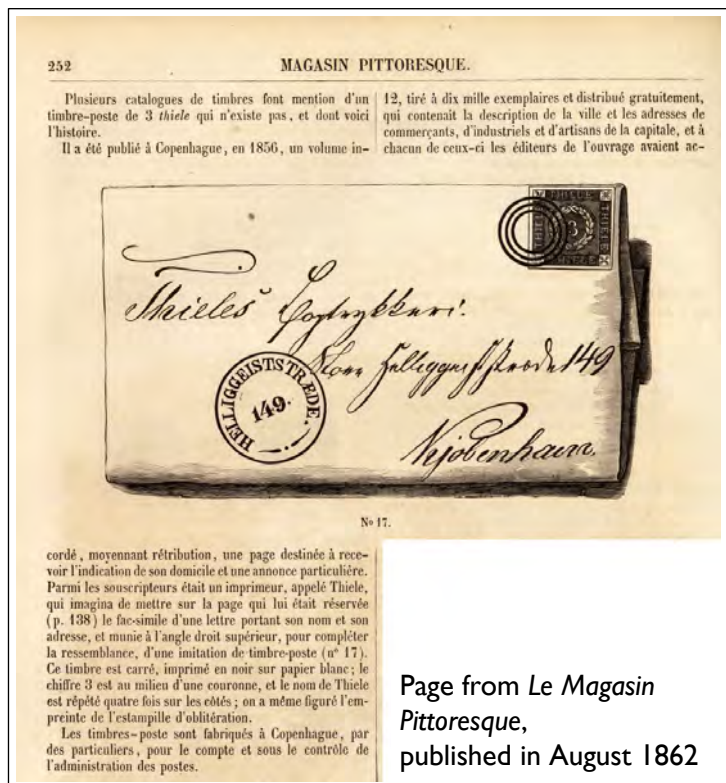 252
MAGASIN PITTORESQUE.
Plusieurs catalogues de timbres font mention d'un
timbre-poste de 3 thiele qui n'existe pas, et dont voici
l'histoire.
Il a été publié à Copenhague, en 1856, un volume in-
12, tiré à dix mille exemplaires et distribué gratuitement,
qui contenait la description de la ville et les adresses de
commerçants, d'industriels et d'artisans de la capitale, et à
chacun de ceux-ci les éditeurs de l'ouvrage avaient ac-
THIELE
THIELE
3
THIELE
THIELE
Thieles Bogtrykkeri.
Store Helliggeiststræde 149
Kjöbenhavn.
HELLIGGEISTSTRÆDE.
149.
No 17.
cordé, moyennant rétribution, une page destinée à rece-
voir l'indication de son domicile et une annonce particulière.
Parmi les souscripteurs était un imprimeur, appelé Thiele,
qui imagina de mettre sur la page qui lui était réservée
(p. 138) le fac-simile d'une lettre portant son nom et son
adresse, et munie à l'angle droit supérieur, pour compléter
la ressemblance, d'une imitation de timbre-poste (nº 17).
Ce timbre est carré, imprimé en noir sur papier blanc; le
chiffre 3 est au milieu d'une couronne, et le nom de Thiele
est répété quatre fois sur les côtés; on a même figuré l'em-
preinte de l'estampille d'oblitération.
Les timbres-poste sont fabriqués à Copenhague, par
des particuliers, pour le compte et sous le contrôle de
l'administration des postes.
Page from Le Magasin
Pittoresque,
published in August 1862